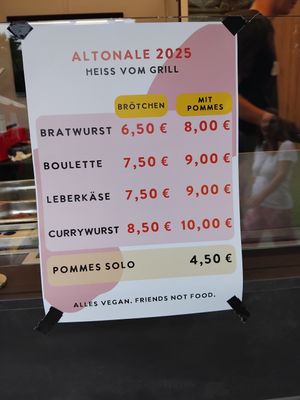 ALTONALE 2025
HEISS VOM GRILL
BRÖTCHEN MIT POMMES
BRATWURST 6,50 € 8,00 €
BOULETTE 7,50 € 9,00 €
LEBERKÄSE 7,50 € 9,00 €
CURRYWURST 8,50 € 10,00 €
POMMES SOLO 4,50 €
ALLES VEGAN. FRIENDS NOT FOOD.